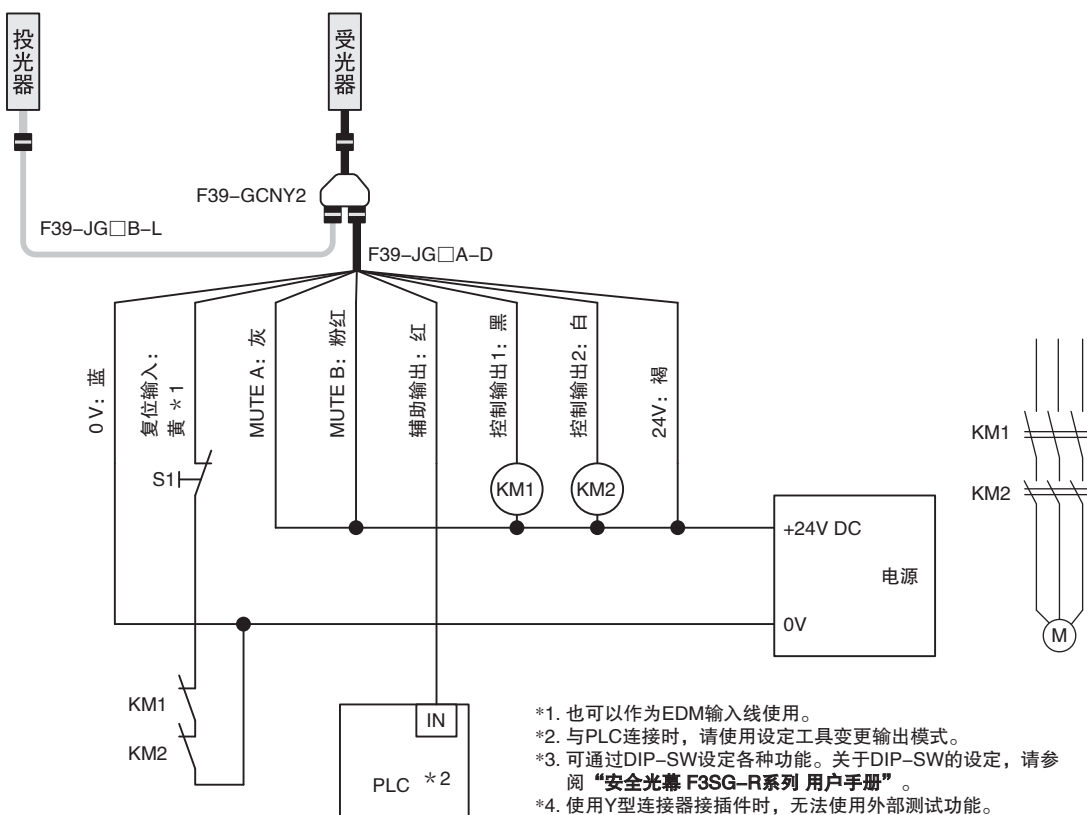 投光器
受光器
F39–GCNY2
F39–JG□B–L
F39–JG□A–D
0 V：蓝
复位输入：
黄 *1
MUTE A：灰
MUTE B：粉红
辅助输出：红
控制输出1：黑
控制输出2：白
24V：褐
S1
KM1
KM2
+24V DC
电源
0V
KM1
KM2
M
KM1
KM2
IN
PLC *2
*1. 也可以作为EDM输入线使用。
*2. 与PLC连接时，请使用设定工具变更输出模式。
*3. 可通过DIP–SW设定各种功能。关于DIP–SW的设定，请参
阅“安全光幕 F3SG–R系列 用户手册”。
*4. 使用Y型连接器接插件时，无法使用外部测试功能。